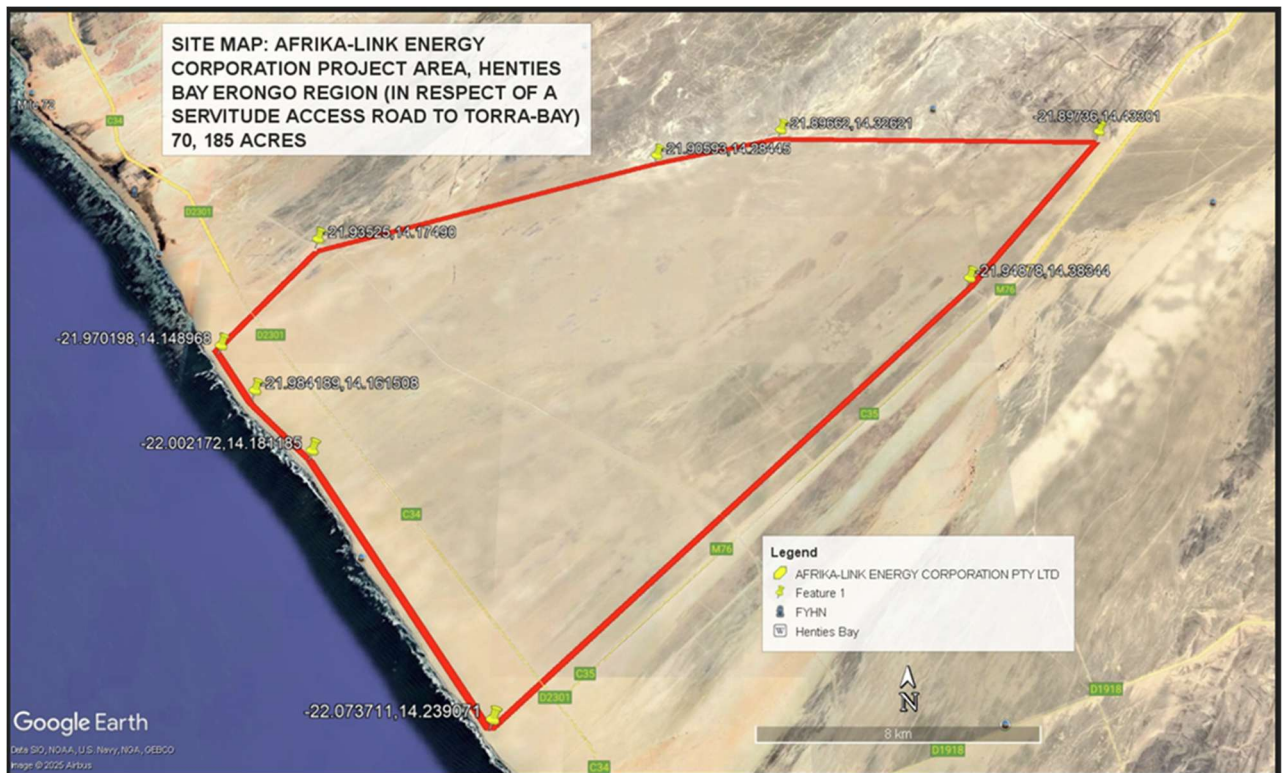 SITE MAP: AFRIKA-LINK ENERGY
CORPORATION PROJECT AREA, HENTIES
BAY ERONGO REGION (IN RESPECT OF A
SERVITUDE ACCESS ROAD TO TORRA-BAY)
70, 185 ACRES
C34
D2301
-21.89662,14.32621
-21.89736,14.43301
-21.90593,14.28445
-21.93525,14.17498
-21.94878,14.38344
M76
-21.970198,14.148968
D2301
-21.984189,14.161508
C35
-22.002172,14.181185
C34
M76
Legend
AFRIKA-LINK ENERGY CORPORATION PTY LTD
Feature 1
FYHN
W Henties Bay
C35
D2301
D1918
-22.073711,14.239071
N
8 km
Google Earth
Data SIO, NOAA, U.S. Navy, NGA, GEBCO
Image © 2025 Airbus
D1918
C34